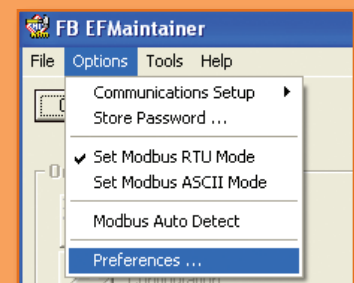 FB EFMaintainer
File Options Tools Help
Communications Setup
Store Password ...
Set Modbus RTU Mode
Set Modbus ASCII Mode
Modbus Auto Detect
Preferences ...